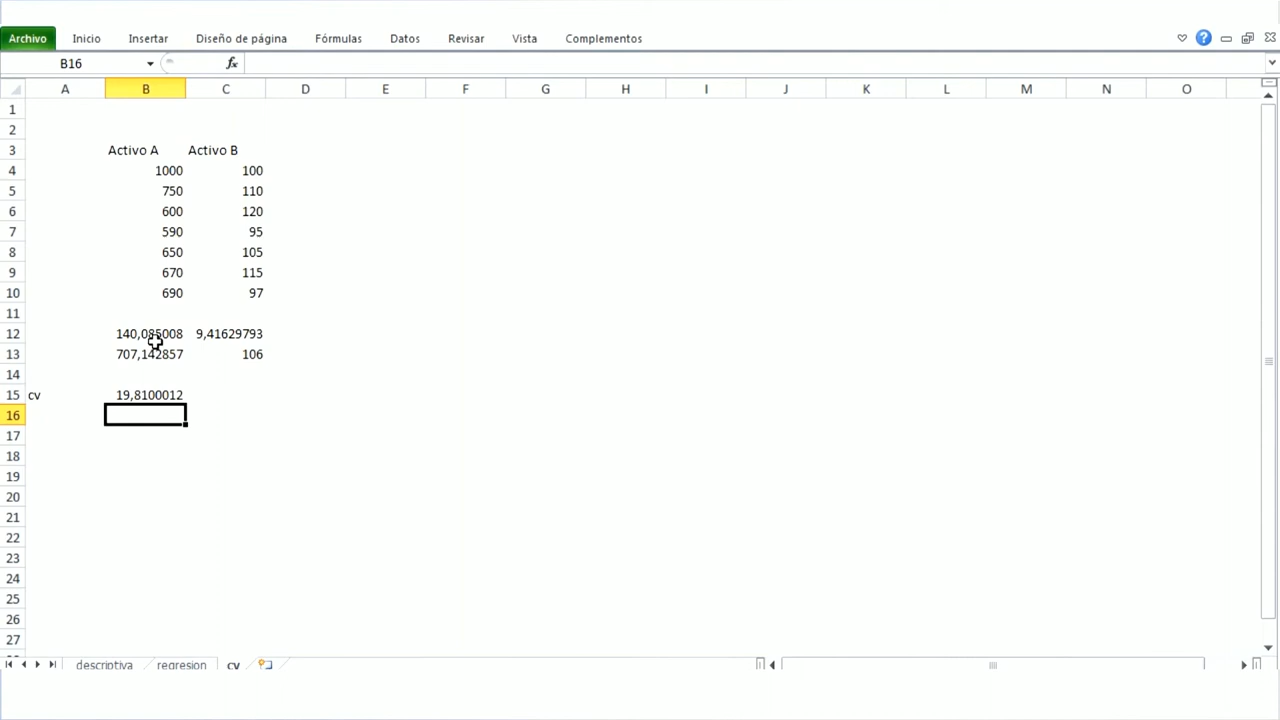 Archivo Inicio Insertar Diseño de página Fórmulas Datos Revisar Vista Complementos
B16 fx
A B C D E F G H I J K L M N O
1
2
3 Activo A Activo B
4 1000 100
5 750 110
6 600 120
7 590 95
8 650 105
9 670 115
10 690 97
11
12 140,085008 9,41629793
13 707,142857 106
14
15 cv 19,8100012
16
17
18
19
20
21
22
23
24
25
26
27
descriptiva regresion cv